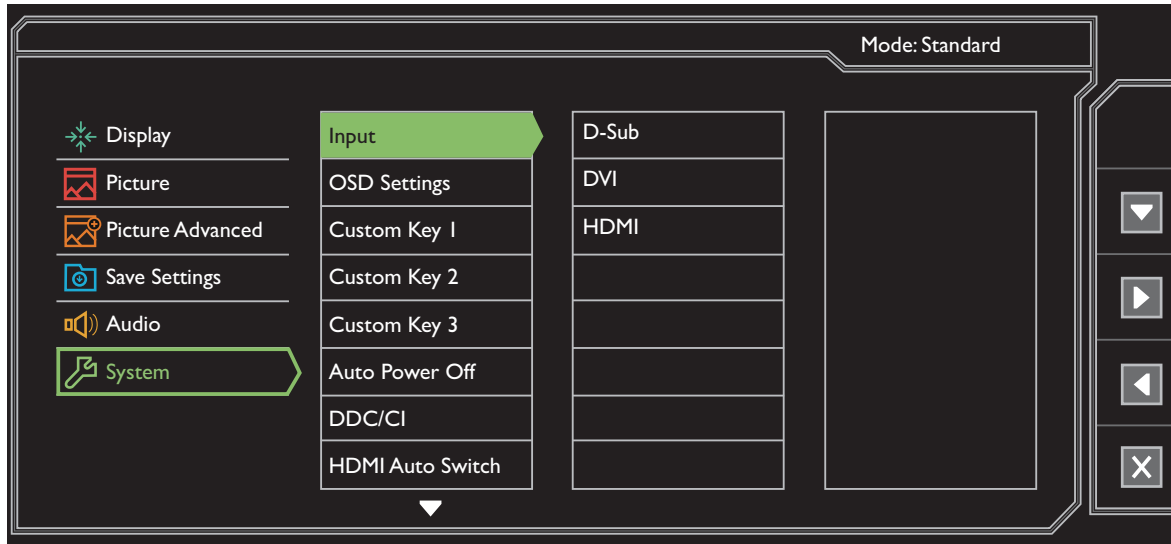 Mode: Standard
Display
Picture
Picture Advanced
Save Settings
Audio
System
Input
OSD Settings
Custom Key 1
Custom Key 2
Custom Key 3
Auto Power Off
DDC/CI
HDMI Auto Switch
D-Sub
DVI
HDMI